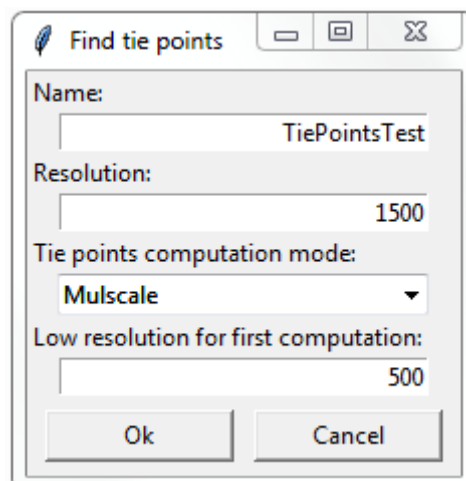 Find tie points
Name:
TiePointsTest
Resolution:
1500
Tie points computation mode:
Mulscale
Low resolution for first computation:
500
Ok Cancel